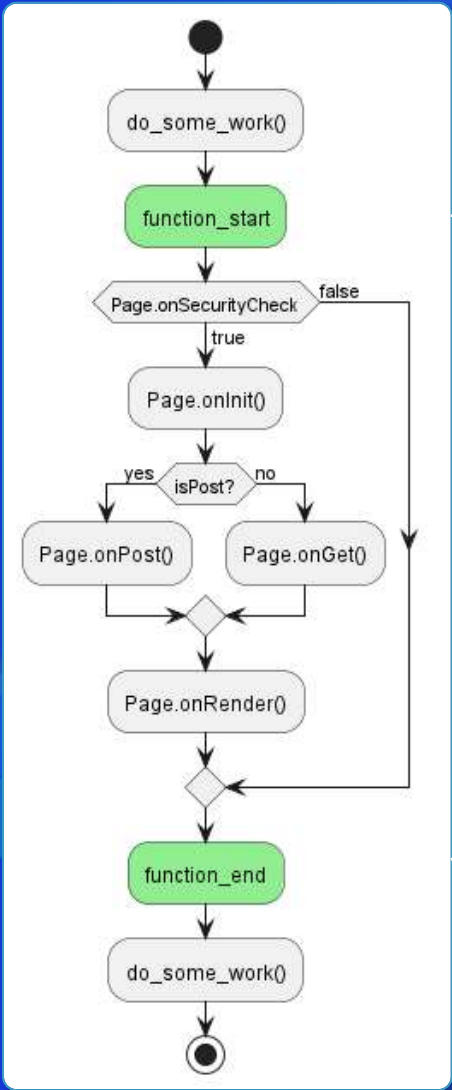 do_some_work()
function_start
Page.onSecurityCheck
false
true
Page.onInit()
yes
isPost?
no
Page.onPost()
Page.onGet()
Page.onRender()
function_end
do_some_work()